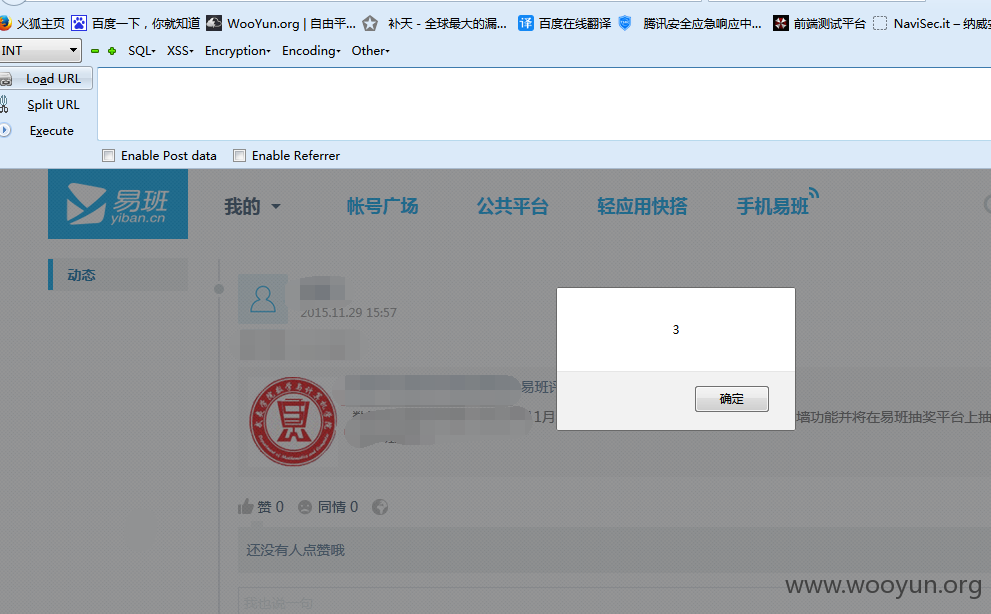 火狐主页 百度一下，你就知道 WooYun.org | 自由平... 补天 - 全球最大的漏... 百度在线翻译 腾讯安全应急响应中... 前端测试平台 NaviSec.it – 纳威安
INT SQL XSS Encryption Encoding Other
Load URL
Split URL
Execute
Enable Post data Enable Referrer
易班 yiban.cn
我的 帐号广场 公共平台 轻应用快搭 手机易班
动态
2015.11.29 15:57
3
确定
易班评
1月
墙功能并将在易班抽奖平台上抽
赞 0 同情 0
还没有人点赞哦
我也说一句
www.wooyun.org